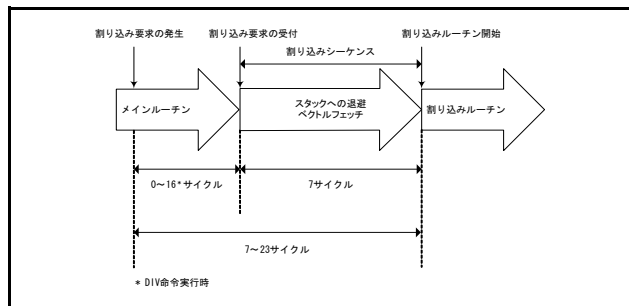 割り込み要求の発生
割り込み要求の受付
割り込みルーチン開始
割り込みシーケンス
メインルーチン
スタックへの退避
ベクトルフェッチ
割り込みルーチン
0～16*サイクル
7サイクル
7～23サイクル
* DIV命令実行時